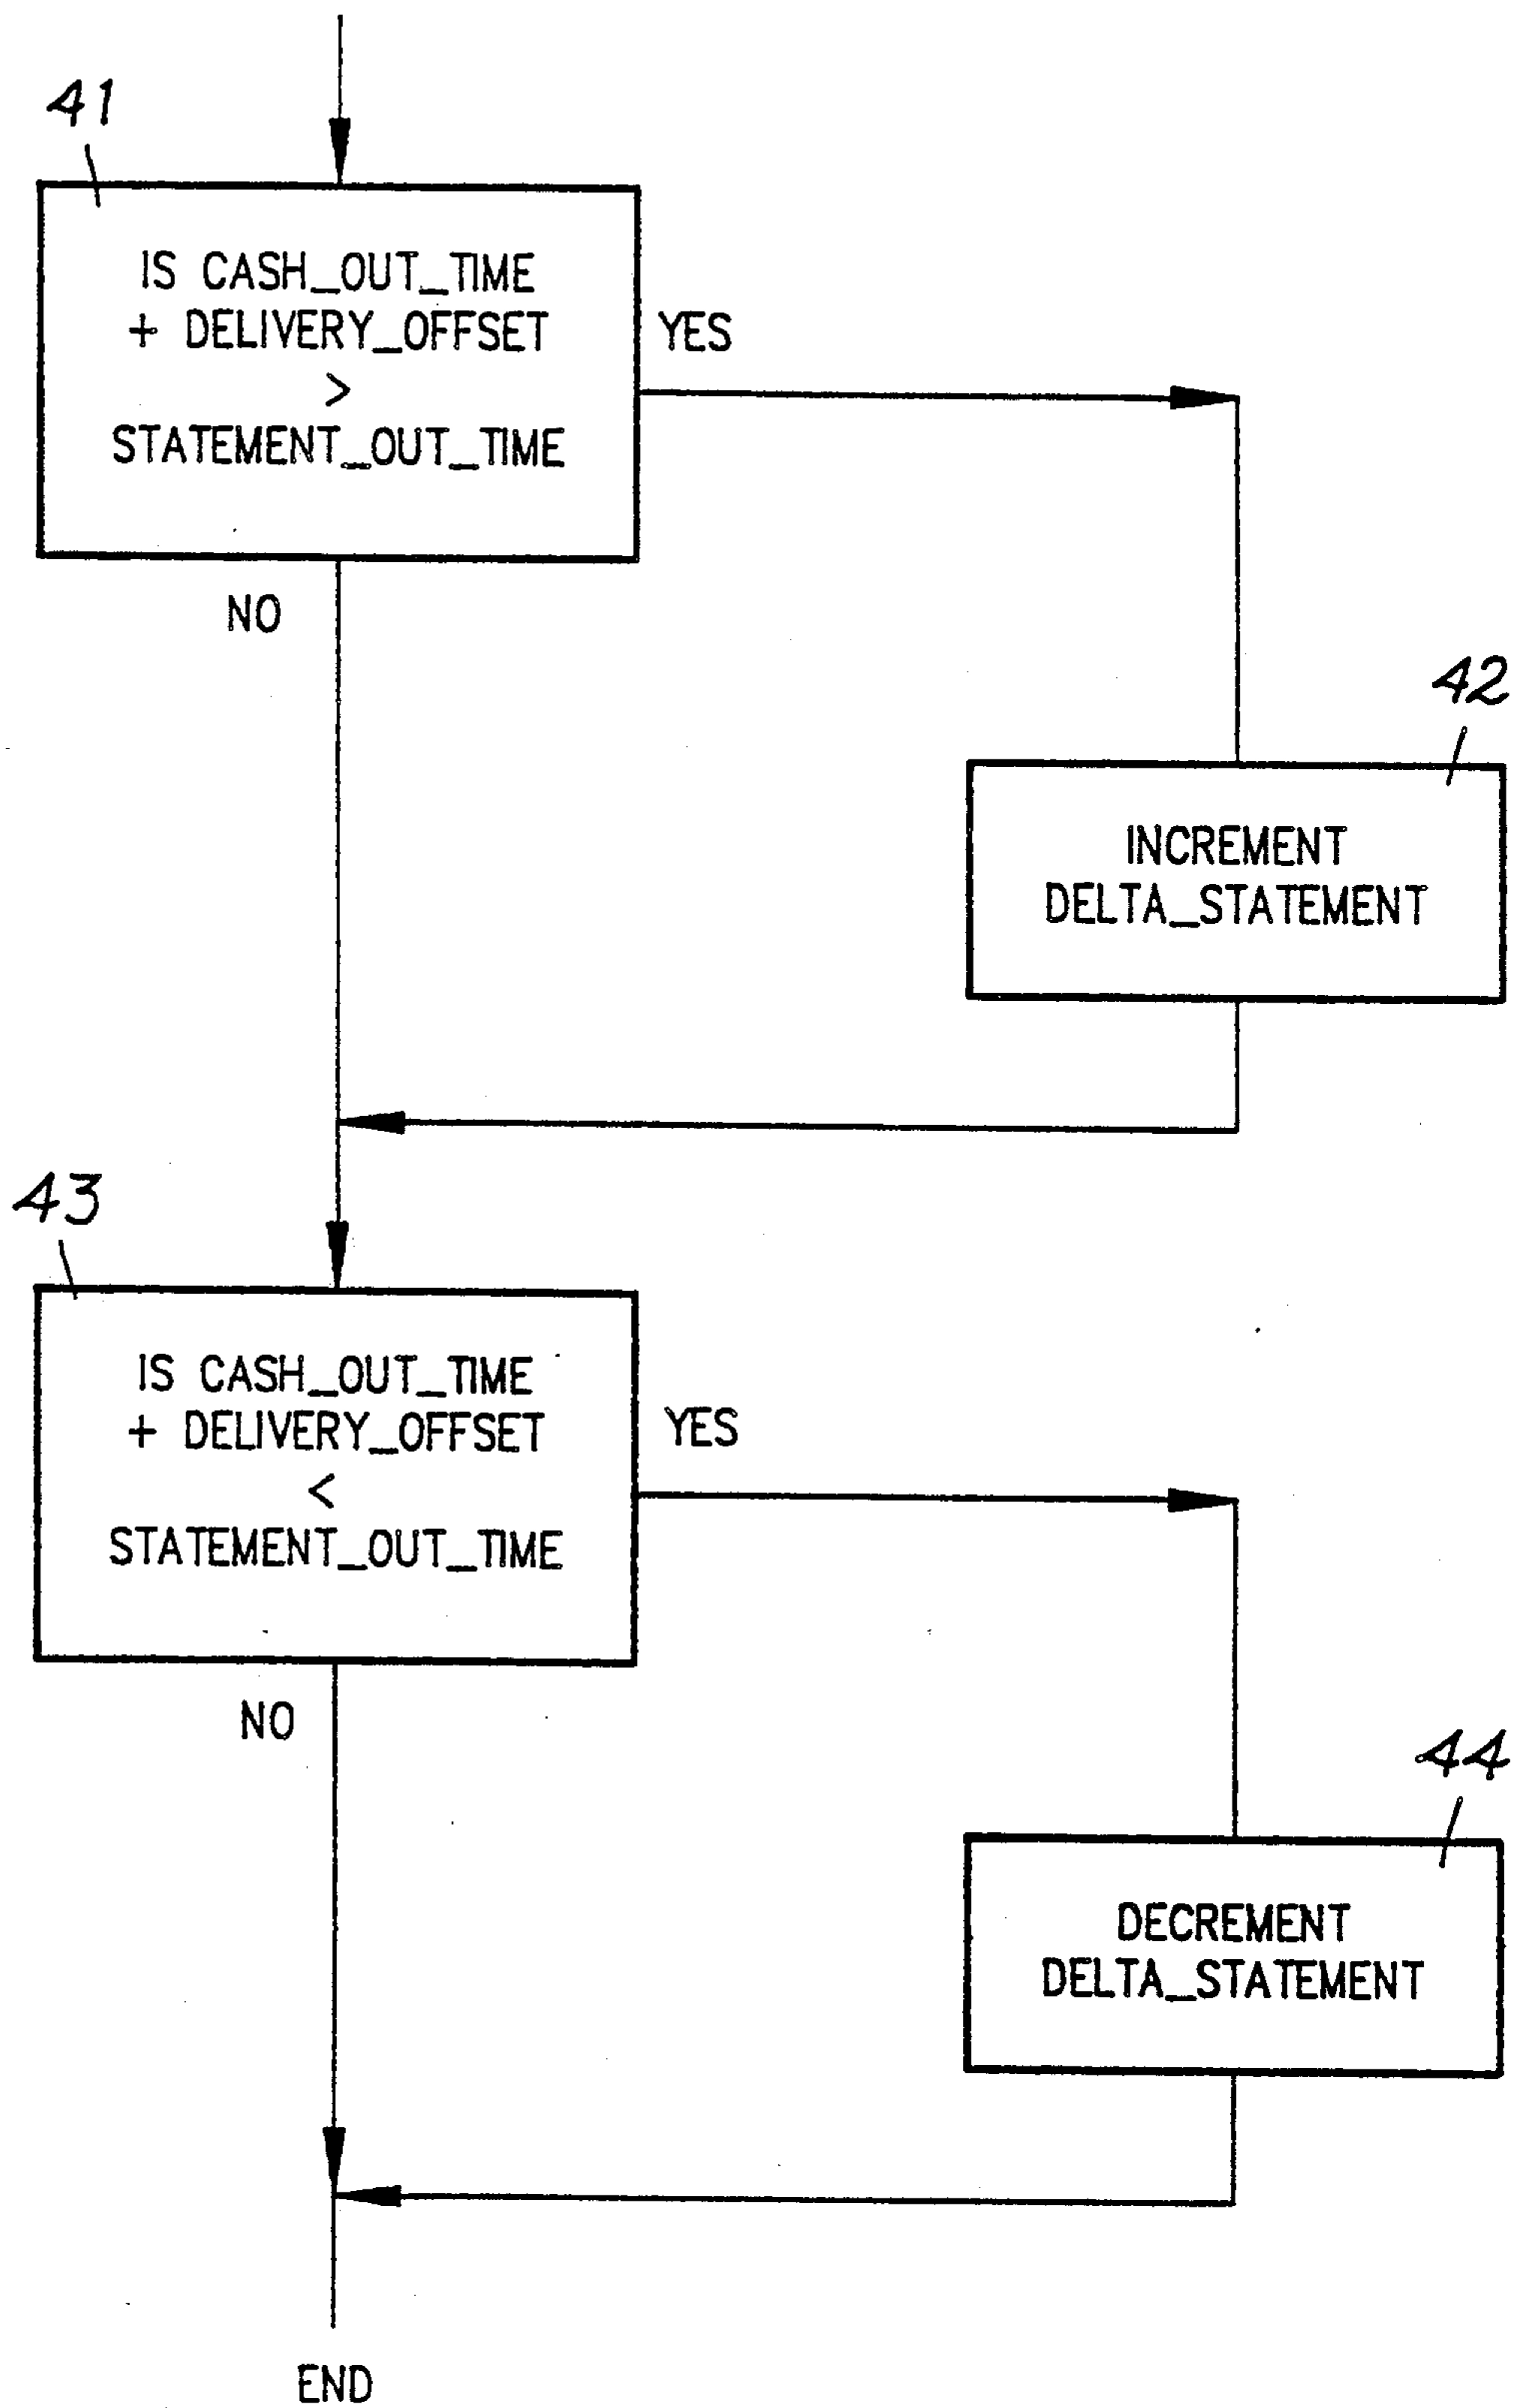 41
IS CASH_OUT_TIME
+ DELIVERY_OFFSET
>
STATEMENT_OUT_TIME
YES
NO
42
INCREMENT
DELTA_STATEMENT
43
IS CASH_OUT_TIME
+ DELIVERY_OFFSET
<
STATEMENT_OUT_TIME
YES
NO
44
DECREMENT
DELTA_STATEMENT
END